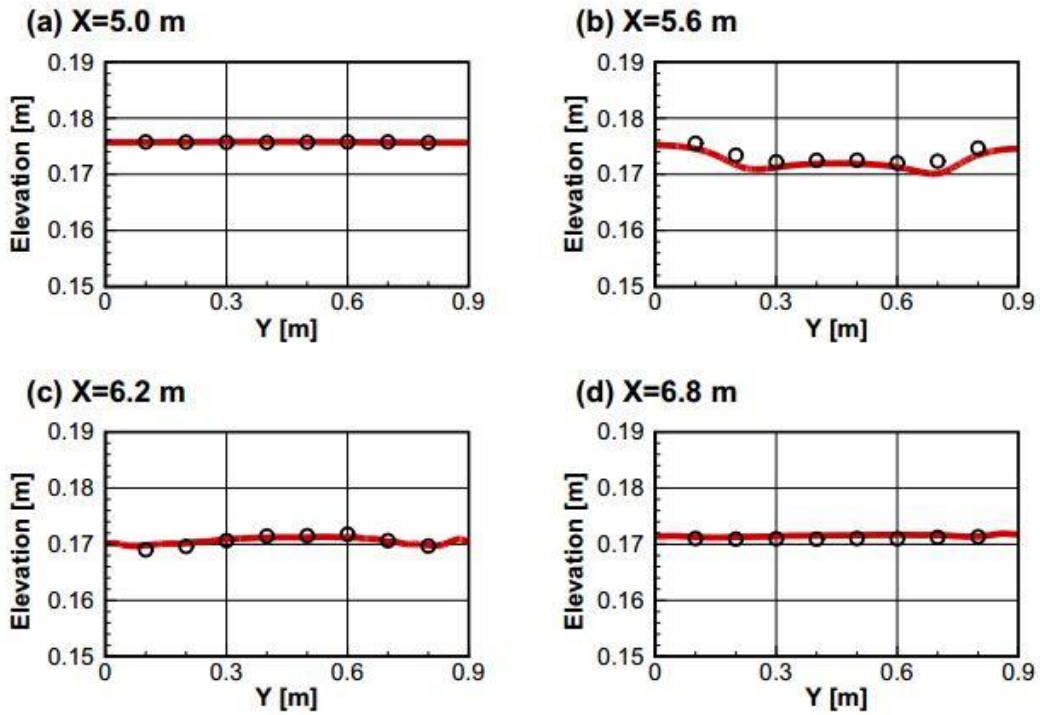 (a) X=5.0 m
0.19
0.18
0.17
0.16
0.15
Elevation [m]
0 0.3 0.6 0.9
Y [m]
(b) X=5.6 m
0.19
0.18
0.17
0.16
0.15
Elevation [m]
0 0.3 0.6 0.9
Y [m]
(c) X=6.2 m
0.19
0.18
0.17
0.16
0.15
Elevation [m]
0 0.3 0.6 0.9
Y [m]
(d) X=6.8 m
0.19
0.18
0.17
0.16
0.15
Elevation [m]
0 0.3 0.6 0.9
Y [m]